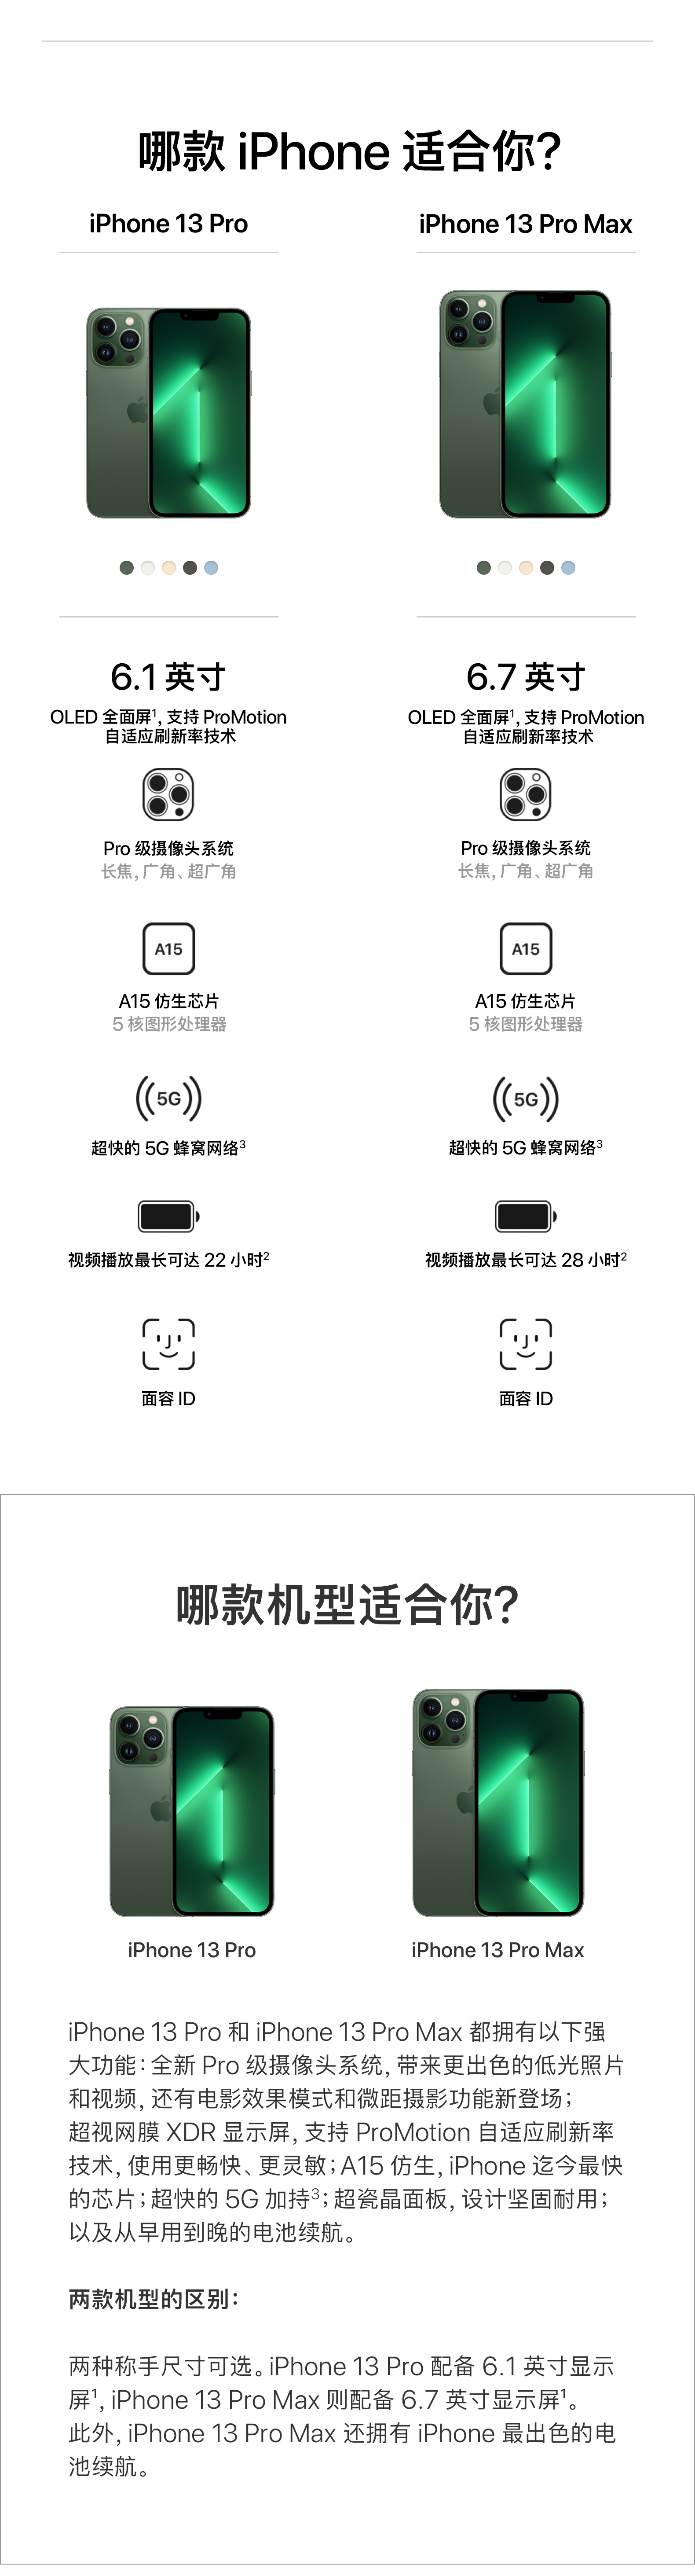 哪款 iPhone 适合你?
iPhone 13 Pro
iPhone 13 Pro Max
6.1 英寸
OLED 全面屏¹, 支持 ProMotion
自适应刷新率技术
Pro 级摄像头系统
长焦, 广角、超广角
A15
A15 仿生芯片
5 核图形处理器
5G
超快的 5G 蜂窝网络³
视频播放最长可达 22 小时²
面容 ID
6.7 英寸
OLED 全面屏¹, 支持 ProMotion
自适应刷新率技术
Pro 级摄像头系统
长焦, 广角、超广角
A15
A15 仿生芯片
5 核图形处理器
5G
超快的 5G 蜂窝网络³
视频播放最长可达 28 小时²
面容 ID
哪款机型适合你?
iPhone 13 Pro
iPhone 13 Pro Max
iPhone 13 Pro 和 iPhone 13 Pro Max 都拥有以下强
大功能：全新 Pro 级摄像头系统, 带来更出色的低光照片
和视频, 还有电影效果模式和微距摄影功能新登场；
超视网膜 XDR 显示屏, 支持 ProMotion 自适应刷新率
技术, 使用更畅快、更灵敏；A15 仿生, iPhone 迄今最快
的芯片；超快的 5G 加持³；超瓷晶面板, 设计坚固耐用；
以及从早用到晚的电池续航。
两款机型的区别：
两种称手尺寸可选。iPhone 13 Pro 配备 6.1 英寸显示
屏¹, iPhone 13 Pro Max 则配备 6.7 英寸显示屏¹。
此外, iPhone 13 Pro Max 还拥有 iPhone 最出色的电
池续航。